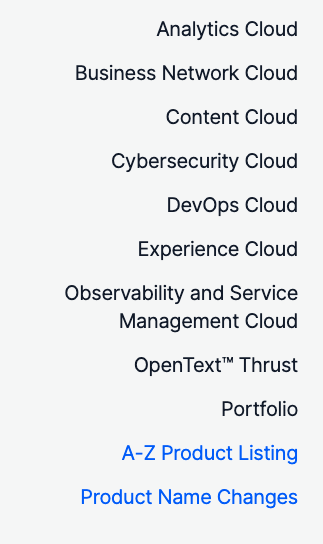 Analytics Cloud
Business Network Cloud
Content Cloud
Cybersecurity Cloud
DevOps Cloud
Experience Cloud
Observability and Service
Management Cloud
OpenText™ Thrust
Portfolio
A-Z Product Listing
Product Name Changes